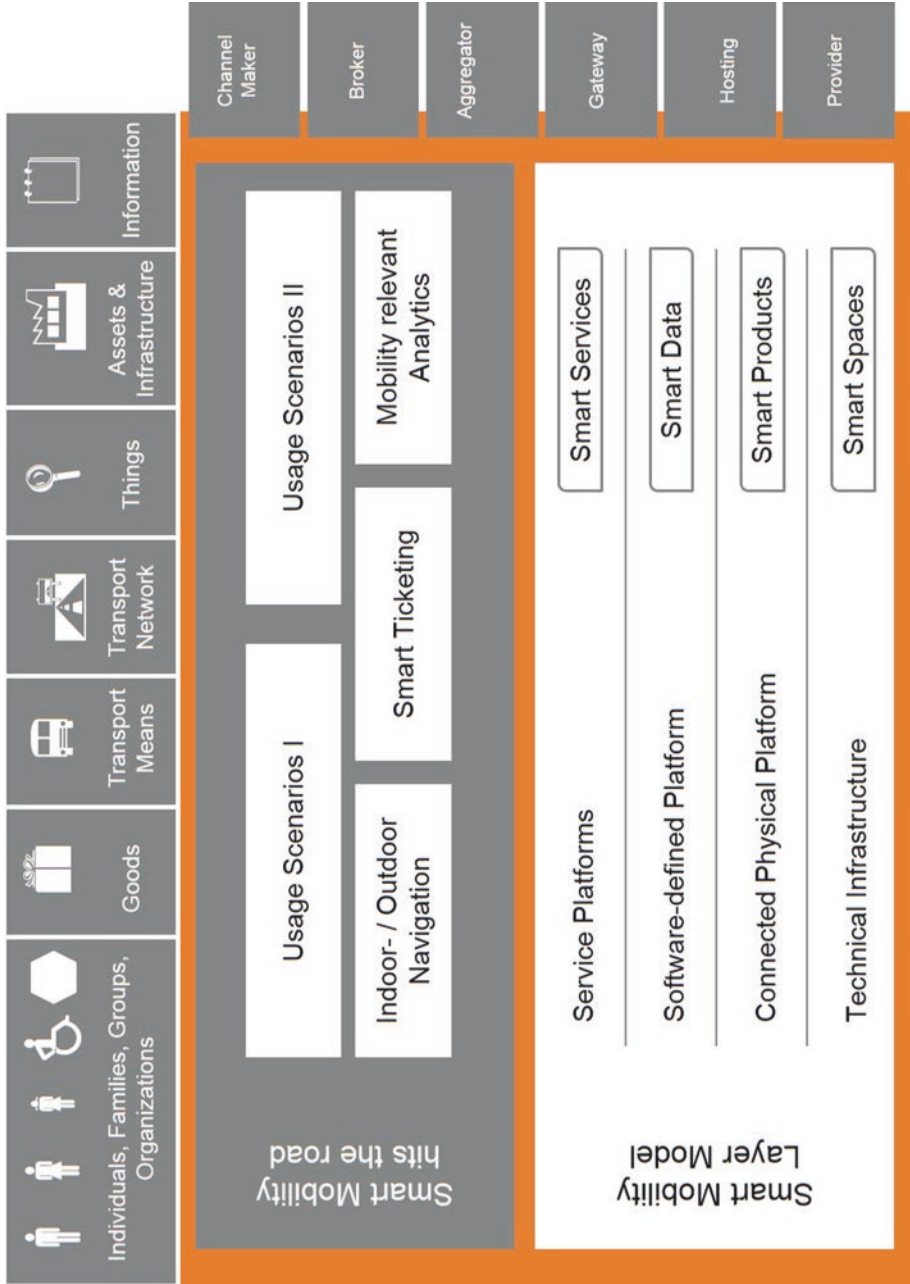 Individuals, Families, Groups,
Organizations
Goods
Transport
Means
Transport
Network
Things
Assets &
Infrastructure
Information
Smart Mobility
hits the road
Usage Scenarios I
Usage Scenarios II
Indoor- / Outdoor
Navigation
Smart Ticketing
Mobility relevant
Analytics
Smart Mobility
Layer Model
Service Platforms
Smart Services
Software-defined Platform
Smart Data
Connected Physical Platform
Smart Products
Technical Infrastructure
Smart Spaces
Channel
Maker
Broker
Aggregator
Gateway
Hosting
Provider